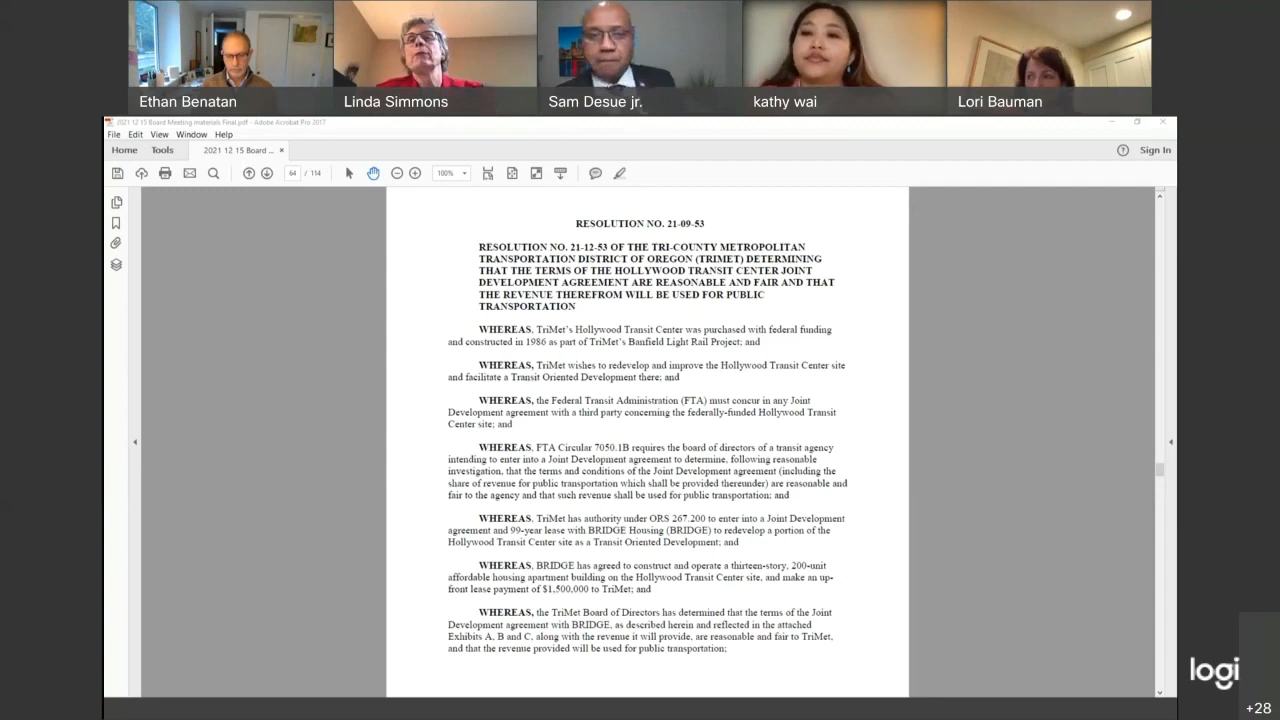 Ethan Benatan
Linda Simmons
Sam Desue jr.
kathy wai
Lori Bauman
2021 12 15 Board Meeting materials Final.pdf - Adobe Acrobat Pro 2017
File Edit View Window Help
Home Tools 2021 12 15 Board ... × Sign In
64 / 114 100%
RESOLUTION NO. 21-09-53
RESOLUTION NO. 21-12-53 OF THE TRI-COUNTY METROPOLITAN
TRANSPORTATION DISTRICT OF OREGON (TRIMET) DETERMINING
THAT THE TERMS OF THE HOLLYWOOD TRANSIT CENTER JOINT
DEVELOPMENT AGREEMENT ARE REASONABLE AND FAIR AND THAT
THE REVENUE THEREFROM WILL BE USED FOR PUBLIC
TRANSPORTATION
WHEREAS, TriMet's Hollywood Transit Center was purchased with federal funding
and constructed in 1986 as part of TriMet's Banfield Light Rail Project; and
WHEREAS, TriMet wishes to redevelop and improve the Hollywood Transit Center site
and facilitate a Transit Oriented Development there; and
WHEREAS, the Federal Transit Administration (FTA) must concur in any Joint
Development agreement with a third party concerning the federally-funded Hollywood Transit
Center site; and
WHEREAS, FTA Circular 7050.1B requires the board of directors of a transit agency
intending to enter into a Joint Development agreement to determine, following reasonable
investigation, that the terms and conditions of the Joint Development agreement (including the
share of revenue for public transportation which shall be provided thereunder) are reasonable and
fair to the agency and that such revenue shall be used for public transportation; and
WHEREAS, TriMet has authority under ORS 267.200 to enter into a Joint Development
agreement and 99-year lease with BRIDGE Housing (BRIDGE) to redevelop a portion of the
Hollywood Transit Center site as a Transit Oriented Development; and
WHEREAS, BRIDGE has agreed to construct and operate a thirteen-story, 200-unit
affordable housing apartment building on the Hollywood Transit Center site, and make an up-
front lease payment of $1,500,000 to TriMet; and
WHEREAS, the TriMet Board of Directors has determined that the terms of the Joint
Development agreement with BRIDGE, as described herein and reflected in the attached
Exhibits A, B and C, along with the revenue it will provide, are reasonable and fair to TriMet,
and that the revenue provided will be used for public transportation;
logi
+28